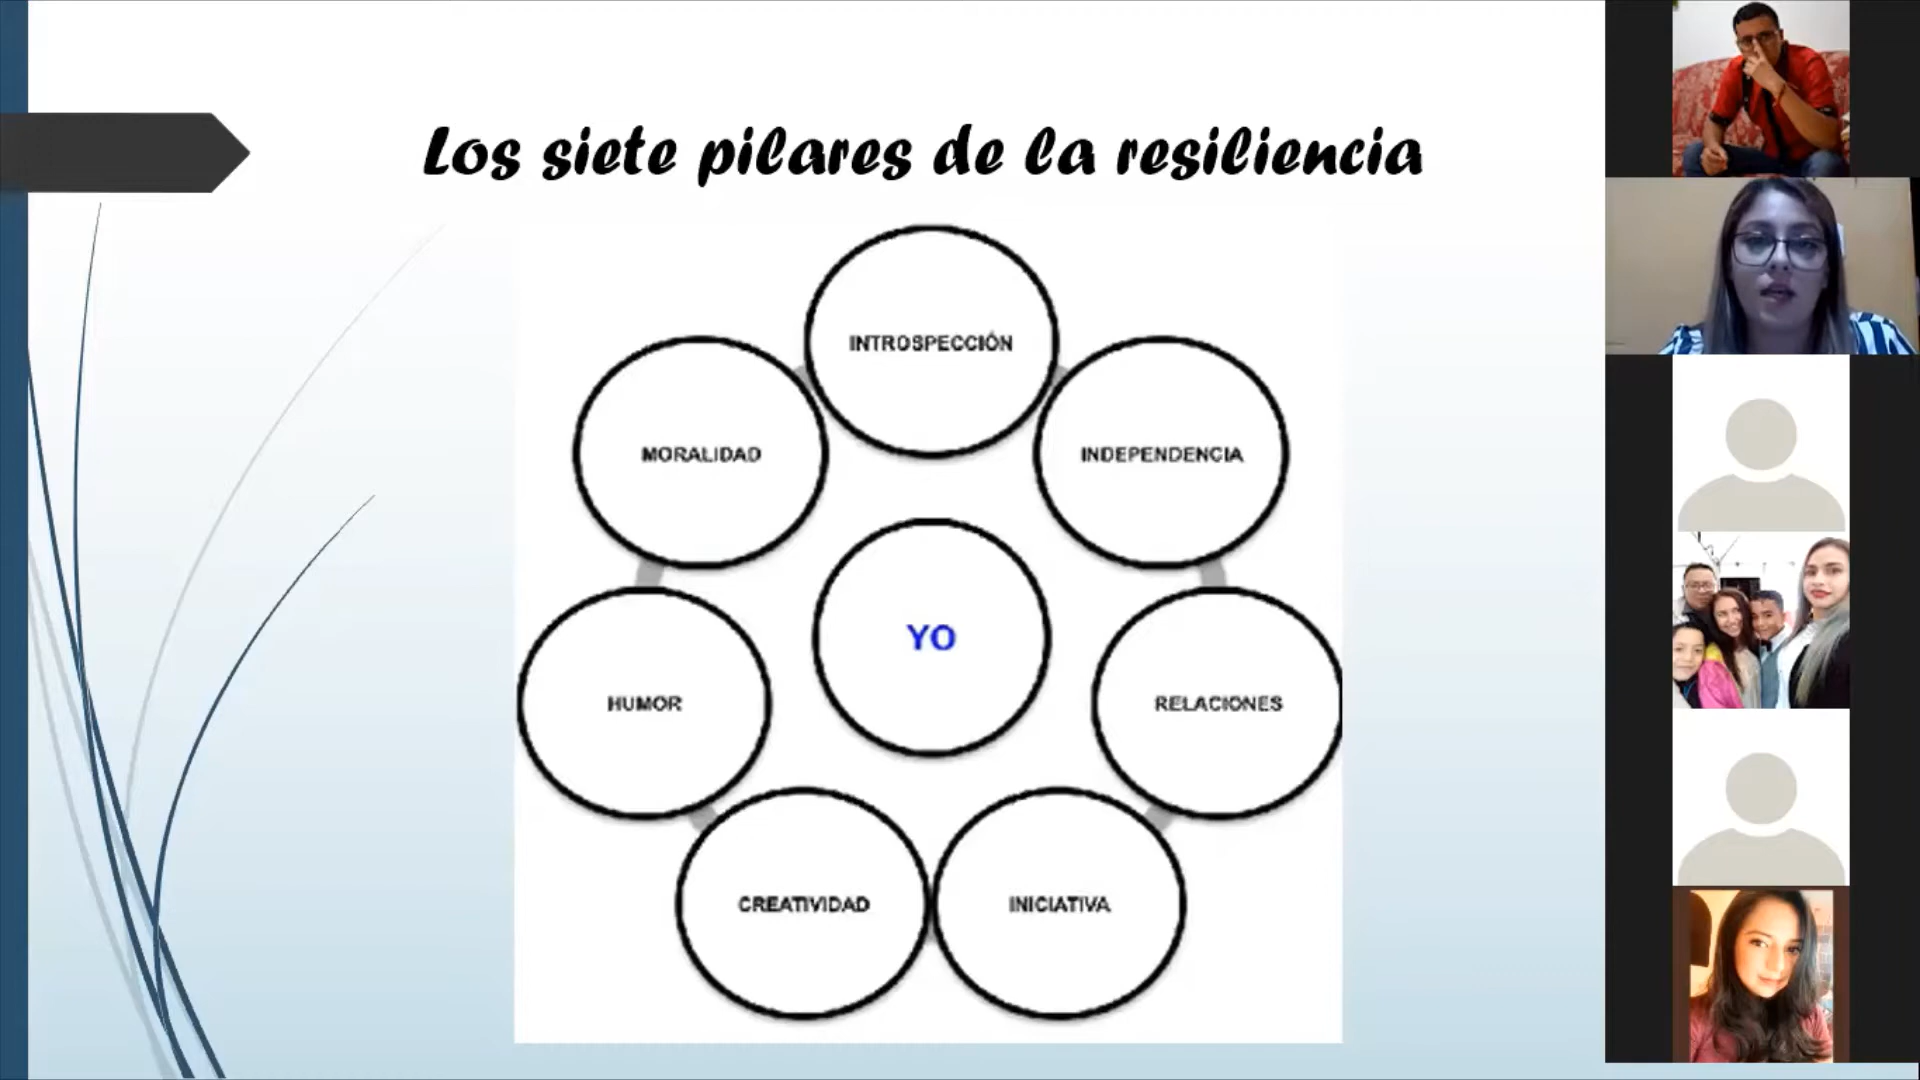 Los siete pilares de la resiliencia
INTROSPECCIÓN
MORALIDAD
INDEPENDENCIA
YO
HUMOR
RELACIONES
CREATIVIDAD
INICIATIVA